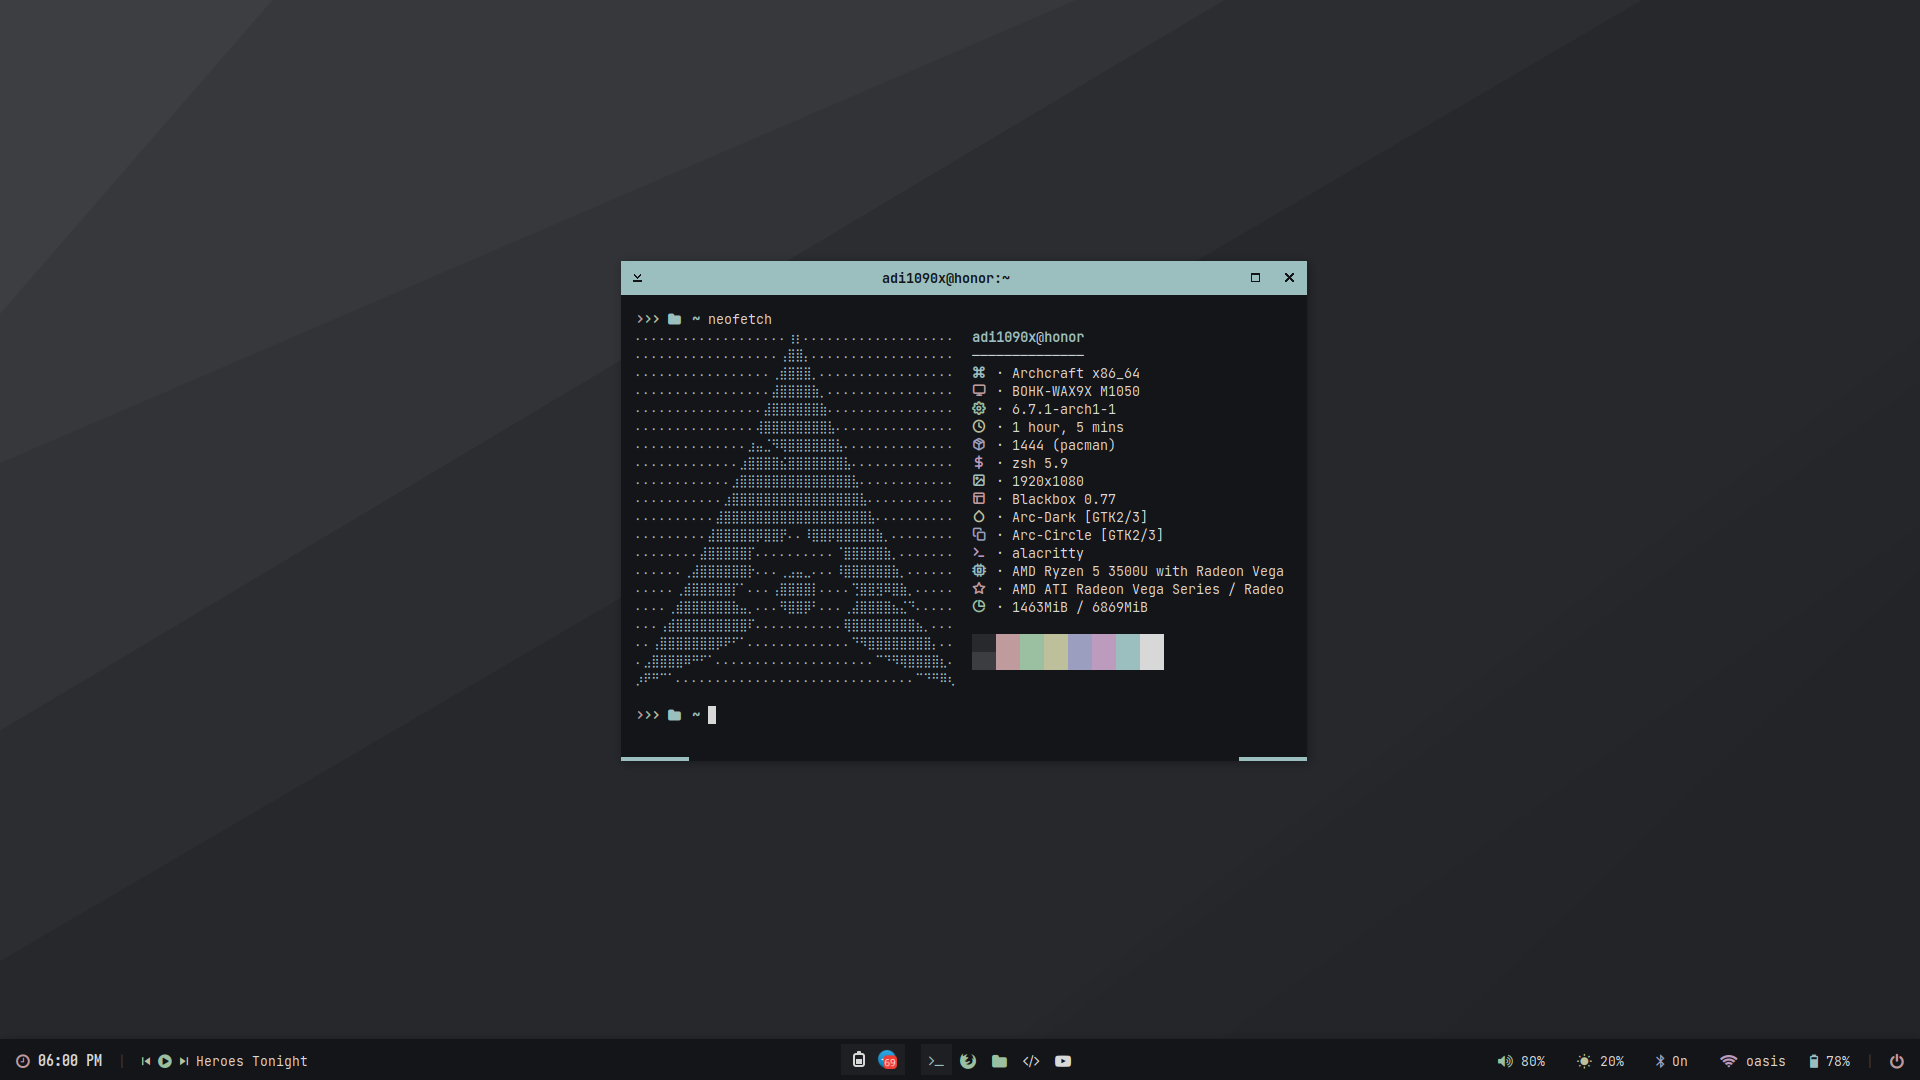 adi1090x@honor:~
~ neofetch
adi1090x@honor
· Archcraft x86_64
· BOHK-WAX9X M1050
· 6.7.1-arch1-1
· 1 hour, 5 mins
· 1444 (pacman)
· zsh 5.9
· 1920x1080
· Blackbox 0.77
· Arc-Dark [GTK2/3]
· Arc-Circle [GTK2/3]
· alacritty
· AMD Ryzen 5 3500U with Radeon Vega
· AMD ATI Radeon Vega Series / Radeo
· 1463MiB / 6869MiB
~
06:00 PM | Heroes Tonight 69 80% 20% On oasis 78% |